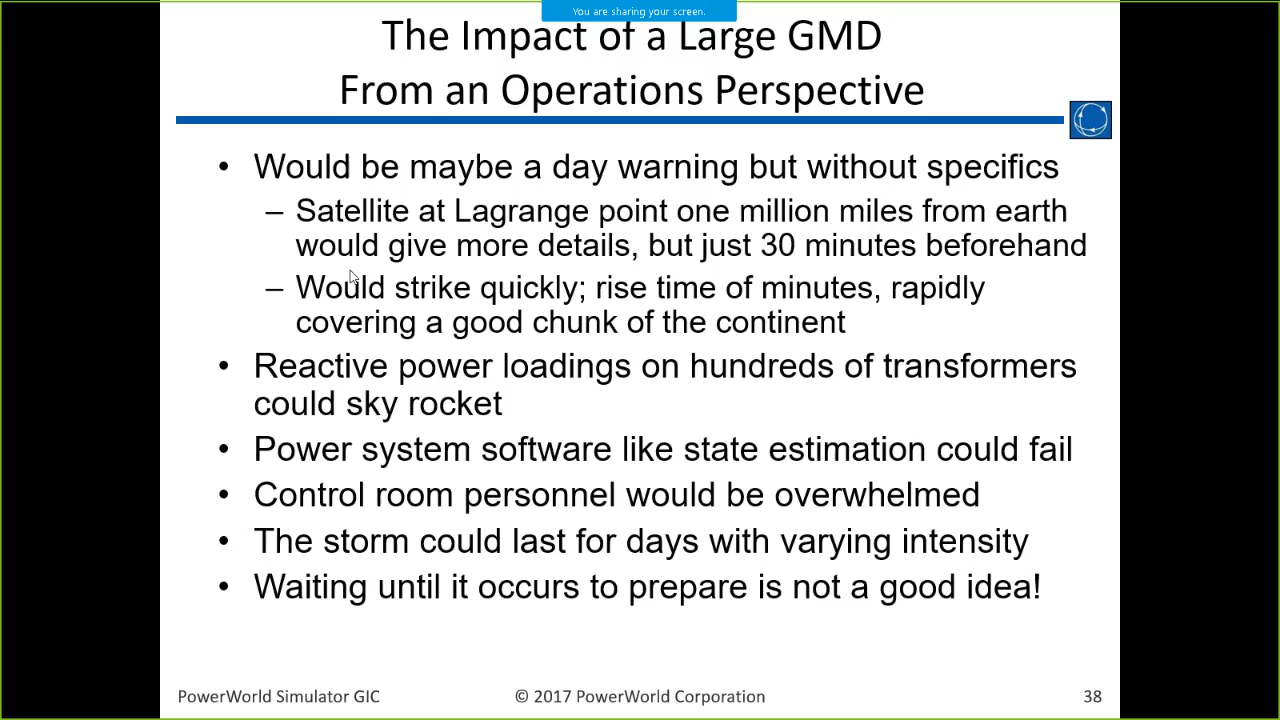 You are sharing your screen.
The Impact of a Large GMD
From an Operations Perspective
• Would be maybe a day warning but without specifics
– Satellite at Lagrange point one million miles from earth
would give more details, but just 30 minutes beforehand
– Would strike quickly; rise time of minutes, rapidly
covering a good chunk of the continent
• Reactive power loadings on hundreds of transformers
could sky rocket
• Power system software like state estimation could fail
• Control room personnel would be overwhelmed
• The storm could last for days with varying intensity
• Waiting until it occurs to prepare is not a good idea!
PowerWorld Simulator GIC
© 2017 PowerWorld Corporation
38